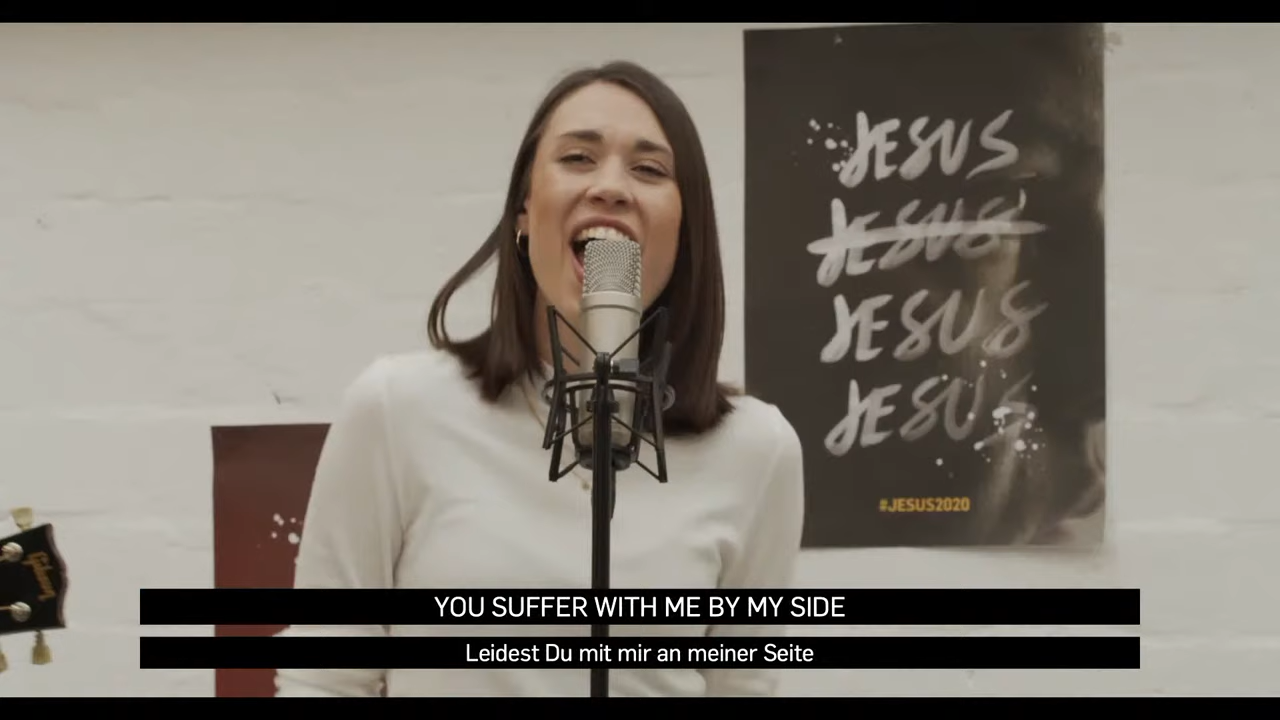 JESUS
JESUS
JESUS
JESUS
#JESUS2020
Gibson
YOU SUFFER WITH ME BY MY SIDE
Leidest Du mit mir an meiner Seite